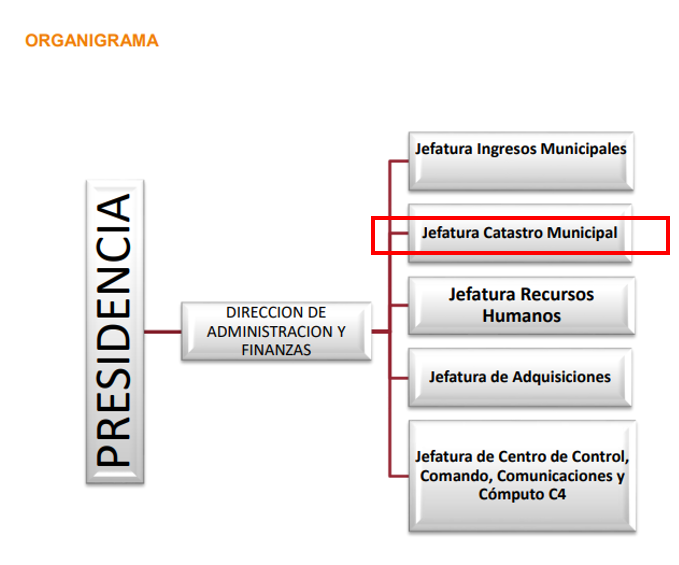 ORGANIGRAMA
PRESIDENCIA
DIRECCION DE
ADMINISTRACION Y
FINANZAS
Jefatura Ingresos Municipales
Jefatura Catastro Municipal
Jefatura Recursos
Humanos
Jefatura de Adquisiciones
Jefatura de Centro de Control,
Comando, Comunicaciones y
Cómputo C4